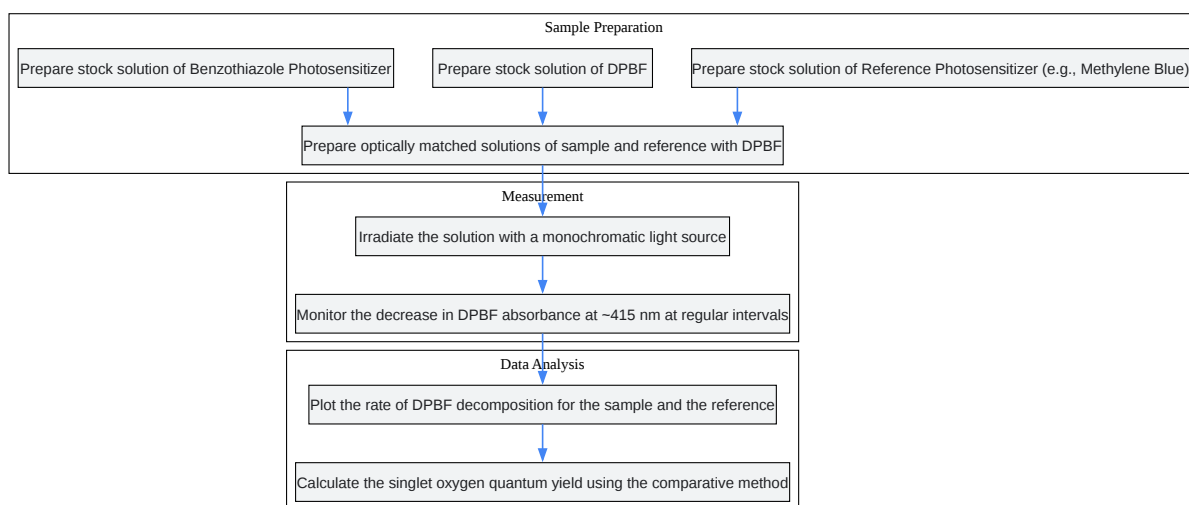 Sample Preparation
Prepare stock solution of Benzothiazole Photosensitizer
Prepare stock solution of DPBF
Prepare stock solution of Reference Photosensitizer (e.g., Methylene Blue)
Prepare optically matched solutions of sample and reference with DPBF
Measurement
Irradiate the solution with a monochromatic light source
Monitor the decrease in DPBF absorbance at ~415 nm at regular intervals
Data Analysis
Plot the rate of DPBF decomposition for the sample and the reference
Calculate the singlet oxygen quantum yield using the comparative method